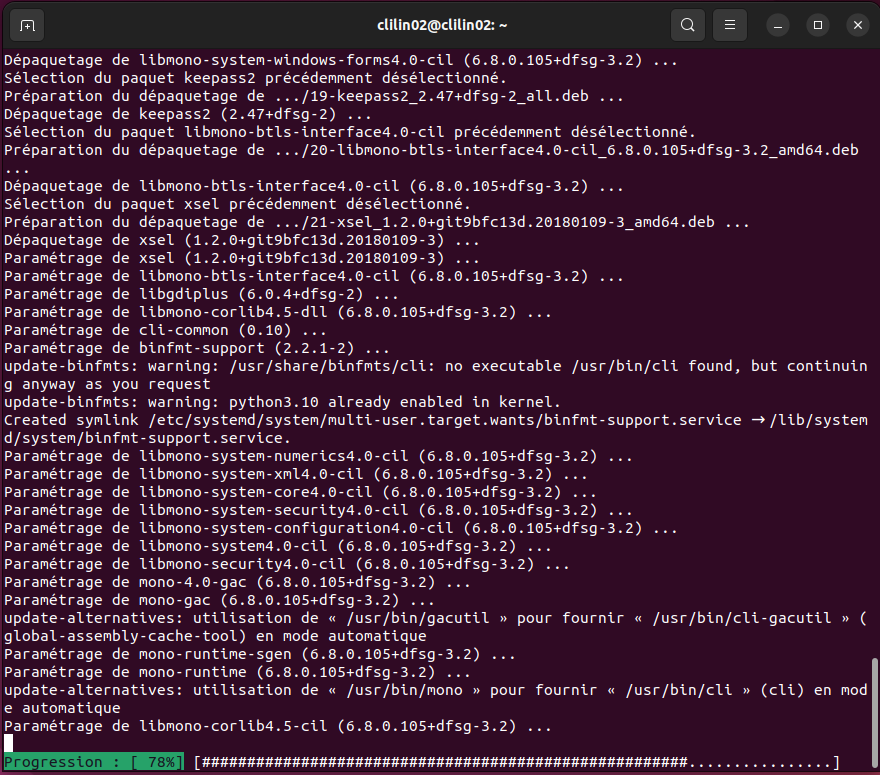 clilin02@clilin02: ~
Dépaquetage de libmono-system-windows-forms4.0-cil (6.8.0.105+dfsg-3.2) ...
Sélection du paquet keepass2 précédemment désélectionné.
Préparation du dépaquetage de .../19-keepass2_2.47+dfsg-2_all.deb ...
Dépaquetage de keepass2 (2.47+dfsg-2) ...
Sélection du paquet libmono-btls-interface4.0-cil précédemment désélectionné.
Préparation du dépaquetage de .../20-libmono-btls-interface4.0-cil_6.8.0.105+dfsg-3.2_amd64.deb
...
Dépaquetage de libmono-btls-interface4.0-cil (6.8.0.105+dfsg-3.2) ...
Sélection du paquet xsel précédemment désélectionné.
Préparation du dépaquetage de .../21-xsel_1.2.0+git9bfc13d.20180109-3_amd64.deb ...
Dépaquetage de xsel (1.2.0+git9bfc13d.20180109-3) ...
Paramétrage de xsel (1.2.0+git9bfc13d.20180109-3) ...
Paramétrage de libmono-btls-interface4.0-cil (6.8.0.105+dfsg-3.2) ...
Paramétrage de libgdiplus (6.0.4+dfsg-2) ...
Paramétrage de libmono-corlib4.5-dll (6.8.0.105+dfsg-3.2) ...
Paramétrage de cli-common (0.10) ...
Paramétrage de binfmt-support (2.2.1-2) ...
update-binfmts: warning: /usr/share/binfmts/cli: no executable /usr/bin/cli found, but continuin
g anyway as you request
update-binfmts: warning: python3.10 already enabled in kernel.
Created symlink /etc/systemd/system/multi-user.target.wants/binfmt-support.service → /lib/system
d/system/binfmt-support.service.
Paramétrage de libmono-system-numerics4.0-cil (6.8.0.105+dfsg-3.2) ...
Paramétrage de libmono-system-xml4.0-cil (6.8.0.105+dfsg-3.2) ...
Paramétrage de libmono-system-core4.0-cil (6.8.0.105+dfsg-3.2) ...
Paramétrage de libmono-system-security4.0-cil (6.8.0.105+dfsg-3.2) ...
Paramétrage de libmono-system-configuration4.0-cil (6.8.0.105+dfsg-3.2) ...
Paramétrage de libmono-system4.0-cil (6.8.0.105+dfsg-3.2) ...
Paramétrage de libmono-security4.0-cil (6.8.0.105+dfsg-3.2) ...
Paramétrage de mono-4.0-gac (6.8.0.105+dfsg-3.2) ...
Paramétrage de mono-gac (6.8.0.105+dfsg-3.2) ...
update-alternatives: utilisation de « /usr/bin/gacutil » pour fournir « /usr/bin/cli-gacutil » (
global-assembly-cache-tool) en mode automatique
Paramétrage de mono-runtime-sgen (6.8.0.105+dfsg-3.2) ...
Paramétrage de mono-runtime (6.8.0.105+dfsg-3.2) ...
update-alternatives: utilisation de « /usr/bin/mono » pour fournir « /usr/bin/cli » (cli) en mod
e automatique
Paramétrage de libmono-corlib4.5-cil (6.8.0.105+dfsg-3.2) ...
Progression : [ 78%] [######################################################................]